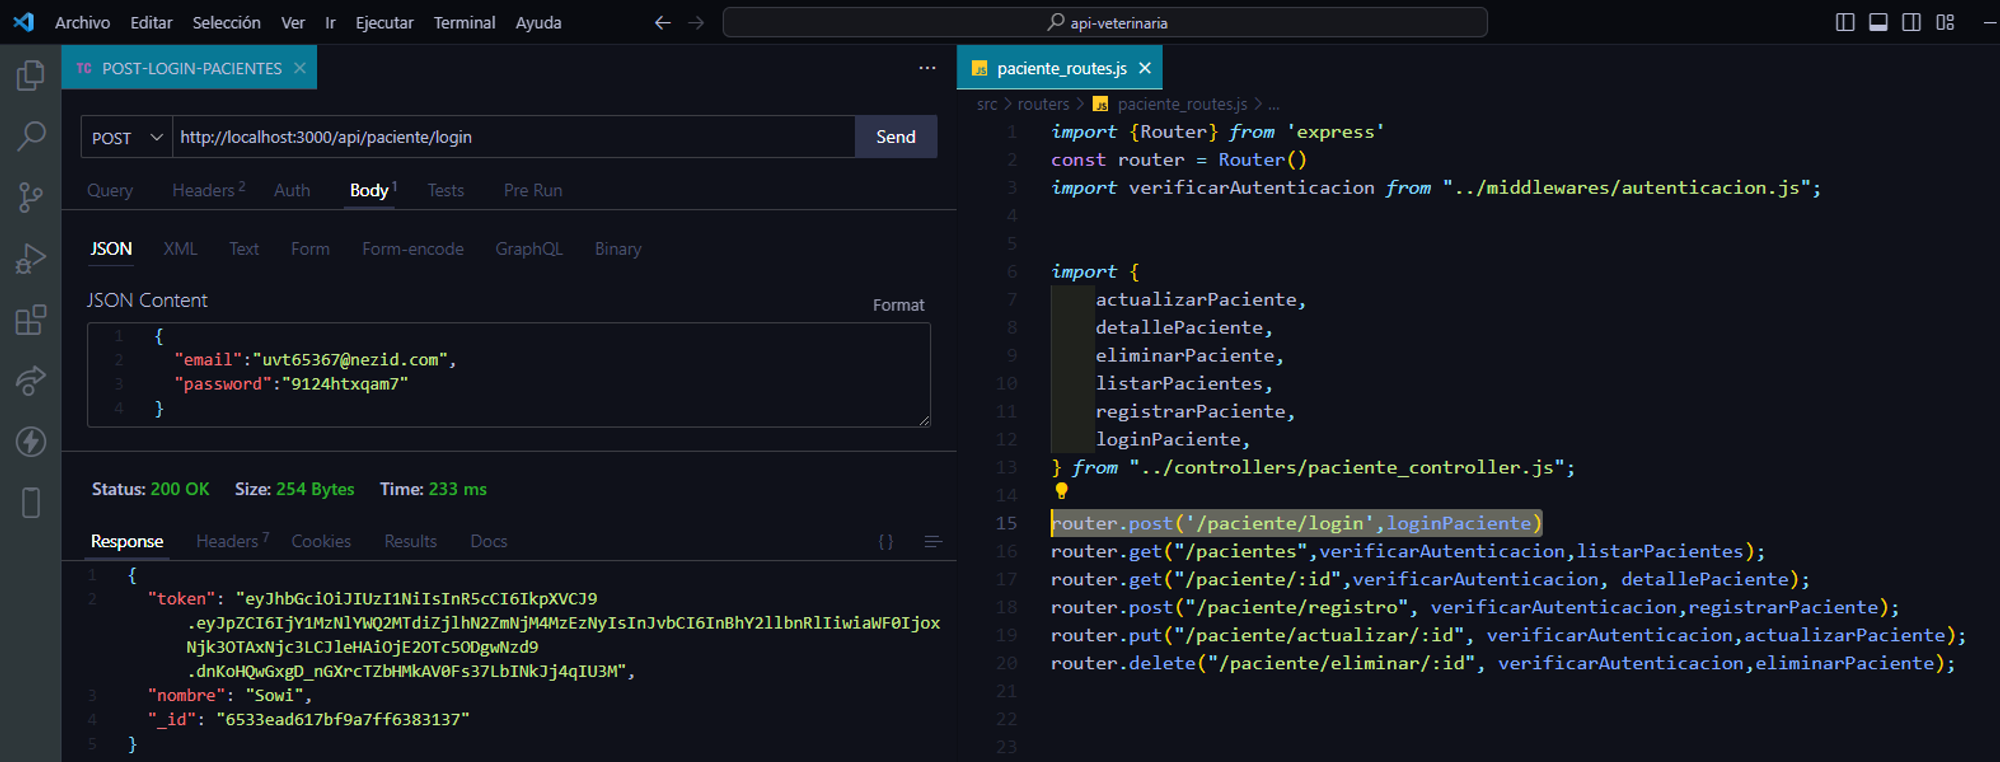 Archivo Editar Selección Ver Ir Ejecutar Terminal Ayuda
api-veterinaria
TC POST-LOGIN-PACIENTES
POST http://localhost:3000/api/paciente/login Send
Query Headers 2 Auth Body 1 Tests Pre Run
JSON XML Text Form Form-encode GraphQL Binary
JSON Content
Format
1 {
2 "email":"uvt65367@nezid.com",
3 "password":"9124htxqam7"
4 }
Status: 200 OK Size: 254 Bytes Time: 233 ms
Response Headers 7 Cookies Results Docs { }
1 {
2 "token": "eyJhbGciOiJIUzI1NiIsInR5cCI6IkpXVCJ9
.eyJpZCI6IjY1MzNlYWQ2MTdiZjlhN2ZmNjM4MzEzNyIsInJvbCI6InBhY2llbnRlIiwiaWF0Ijox
Njk3OTAxNjc3LCJleHAiOjE2OTc5ODgwNzd9
.dnKoHQwGxgD_nGXrcTZbHMkAV0Fs37LbINkJj4qIU3M",
3 "nombre": "Sowi",
4 "_id": "6533ead617bf9a7ff6383137"
5 }
JS paciente_routes.js
src > routers > JS paciente_routes.js > ...
1 import {Router} from 'express'
2 const router = Router()
3 import verificarAutenticacion from "../middlewares/autenticacion.js";
4
5
6 import {
7 actualizarPaciente,
8 detallePaciente,
9 eliminarPaciente,
10 listarPacientes,
11 registrarPaciente,
12 loginPaciente,
13 } from "../controllers/paciente_controller.js";
14
15 router.post('/paciente/login',loginPaciente)
16 router.get("/pacientes",verificarAutenticacion,listarPacientes);
17 router.get("/paciente/:id",verificarAutenticacion, detallePaciente);
18 router.post("/paciente/registro", verificarAutenticacion,registrarPaciente);
19 router.put("/paciente/actualizar/:id", verificarAutenticacion,actualizarPaciente);
20 router.delete("/paciente/eliminar/:id", verificarAutenticacion,eliminarPaciente);
21
22
23